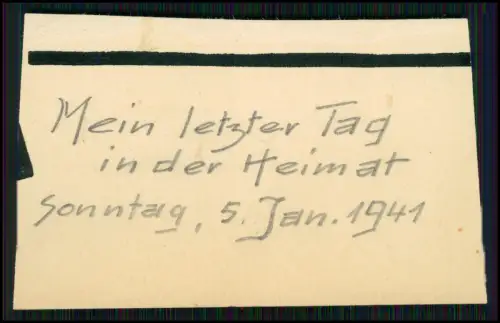 Mein letzter Tag
in der Heimat
Sonntag, 5. Jan. 1941